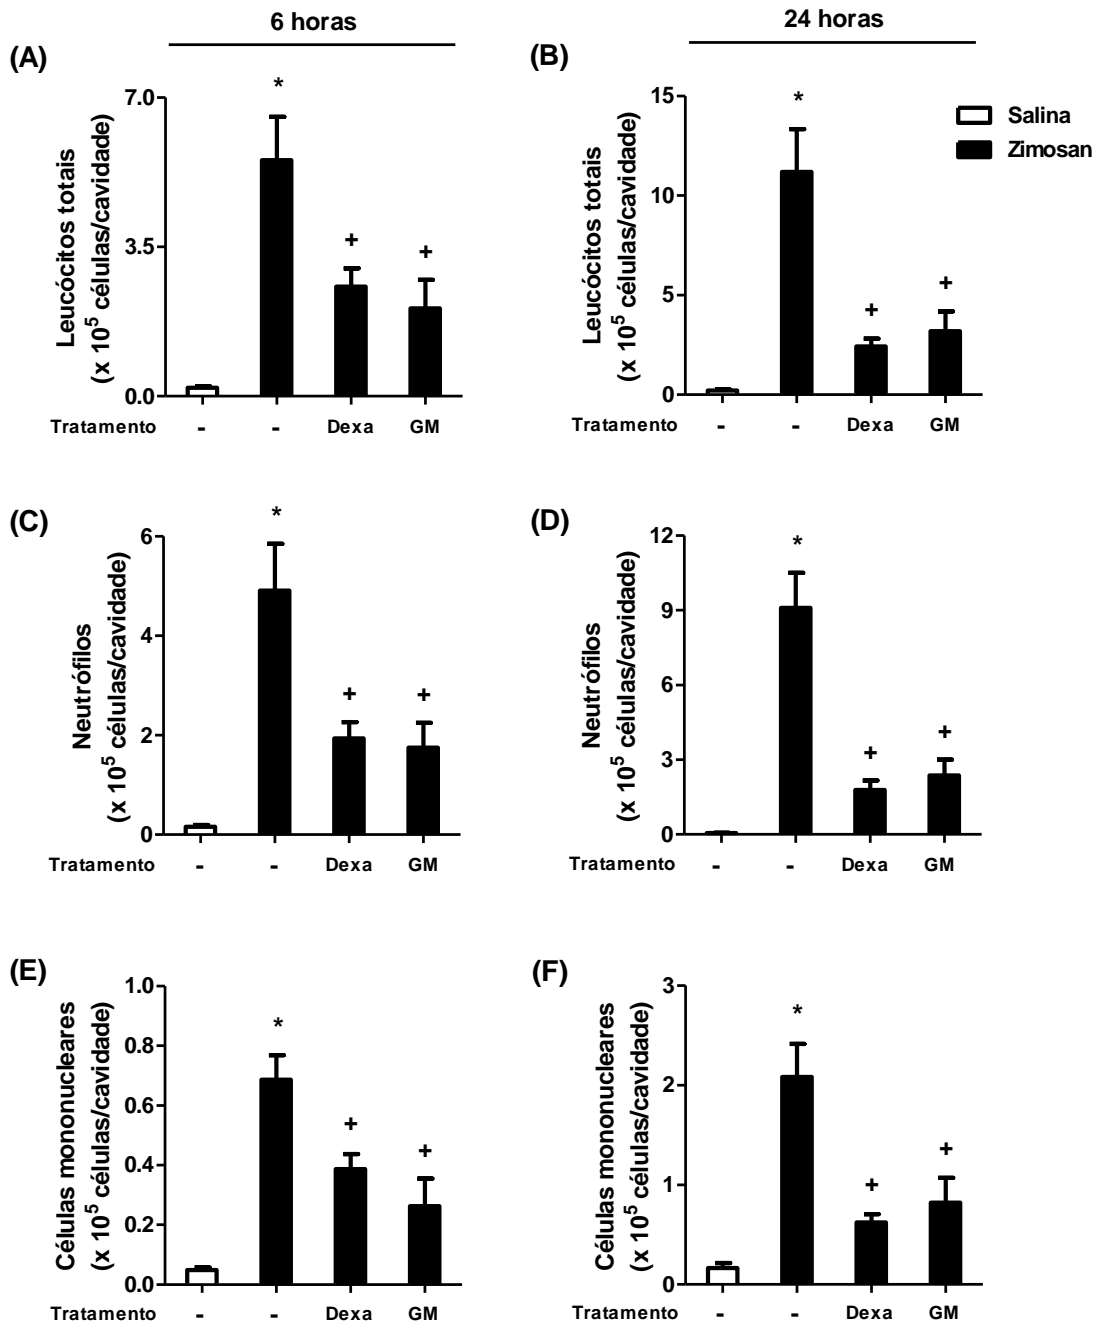 6 horas
24 horas
(A)
Leucócitos totais
(x 10⁵ células/cavidade)
7.0
3.5
0.0
*
+
+
Tratamento - - Dexa GM
(B)
Leucócitos totais
(x 10⁵ células/cavidade)
15
10
5
0
*
+
+
Tratamento - - Dexa GM
Salina
Zimosan
(C)
Neutrófilos
(x 10⁵ células/cavidade)
6
4
2
0
*
+
+
Tratamento - - Dexa GM
(D)
Neutrófilos
(x 10⁵ células/cavidade)
12
9
6
3
0
*
+
+
Tratamento - - Dexa GM
(E)
Células mononucleares
(x 10⁵ células/cavidade)
1.0
0.8
0.6
0.4
0.2
0.0
*
+
+
Tratamento - - Dexa GM
(F)
Células mononucleares
(x 10⁵ células/cavidade)
3
2
1
0
*
+
+
Tratamento - - Dexa GM